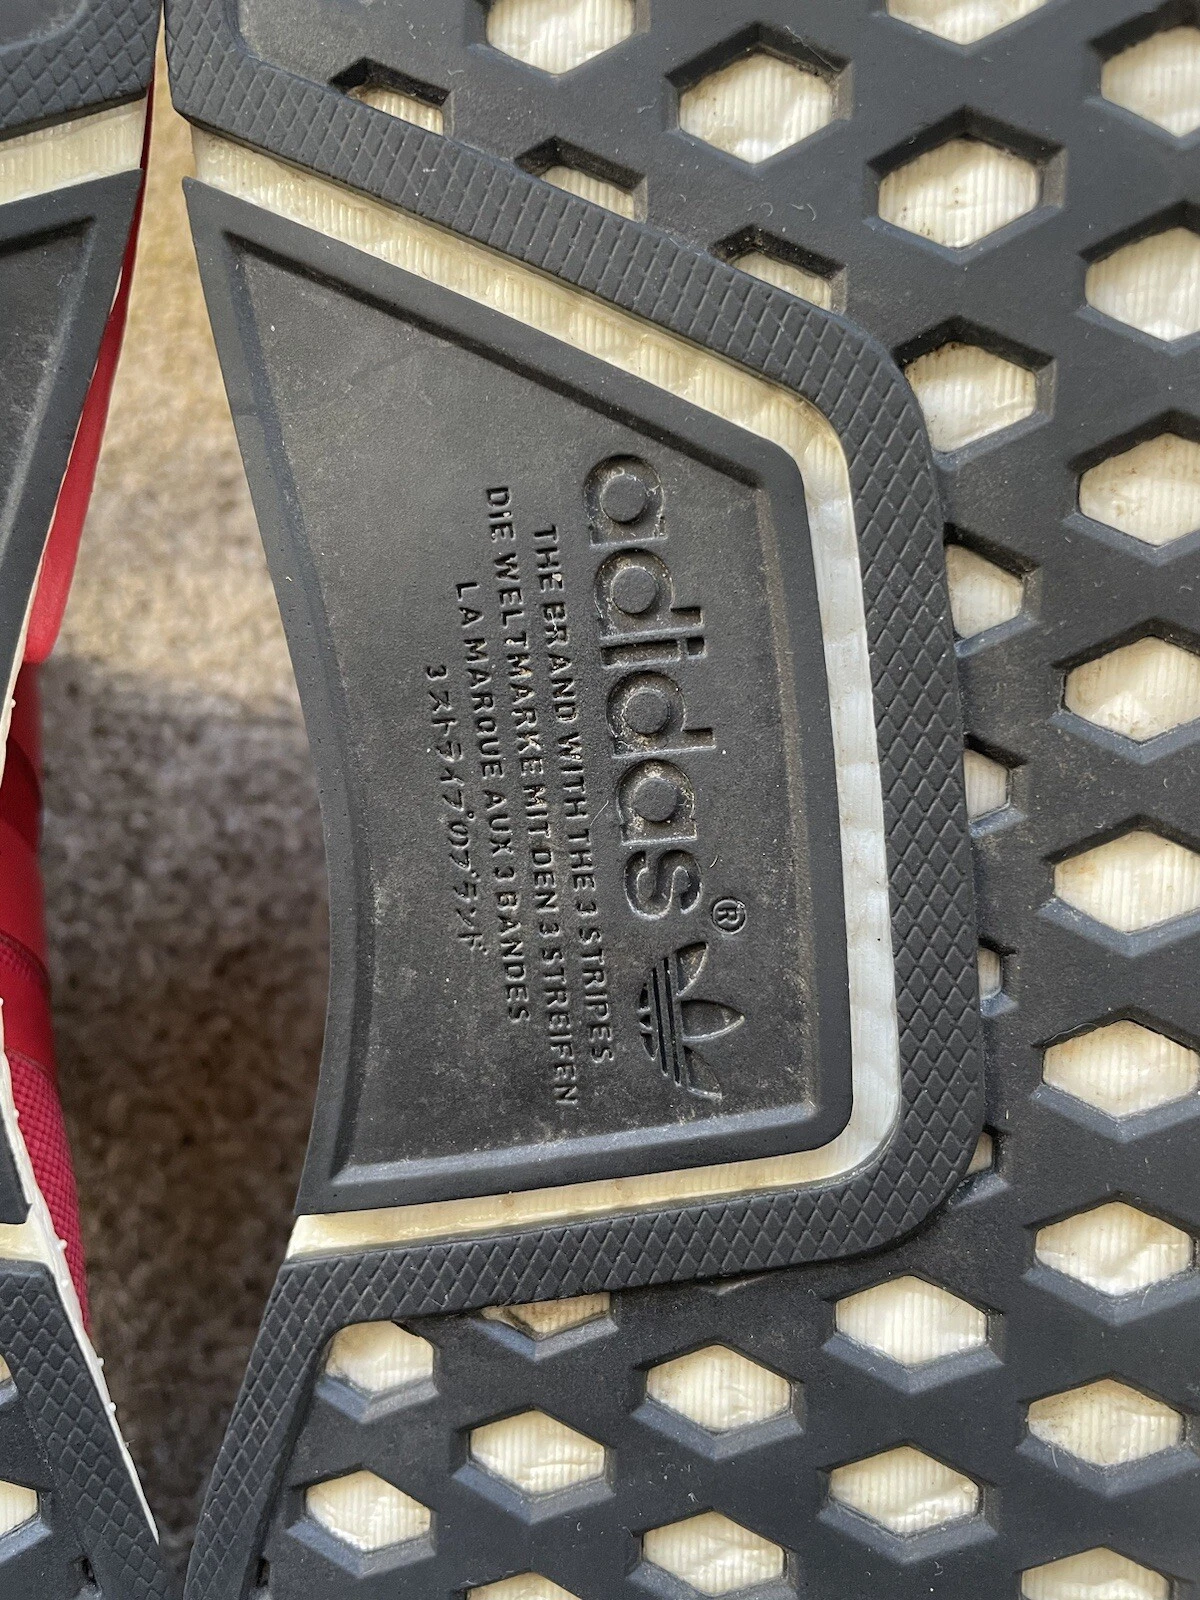 adidas®
THE BRAND WITH THE 3 STRIPES
DIE WELTMARKE MIT DEN 3 STREIFEN
LA MARQUE AUX 3 BANDES
3ストライプのブランド